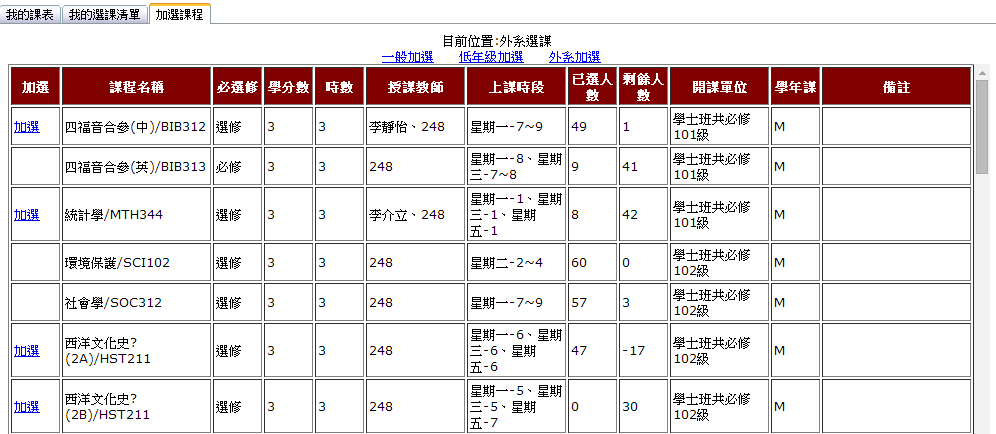 我的課表 我的選課清單 加選課程
目前位置:外系選課
一般加選 低年級加選 外系加選
加選 課程名稱 必選修 學分數 時數 授課教師 上課時段 已選人數 剩餘人數 開課單位 學年課 備註
加選 四福音合參(中)/BIB312 選修 3 3 李靜怡、248 星期一-7~9 49 1 學士班共必修101級 M
四福音合參(英)/BIB313 必修 3 3 248 星期一-8、星期三-7~8 9 41 學士班共必修101級 M
加選 統計學/MTH344 選修 3 3 李介立、248 星期一-1、星期三-1、星期五-1 8 42 學士班共必修101級 M
環境保護/SCI102 選修 3 3 248 星期二-2~4 60 0 學士班共必修102級 M
社會學/SOC312 選修 3 3 248 星期一-7~9 57 3 學士班共必修102級 M
加選 西洋文化史?(2A)/HST211 選修 3 3 248 星期一-6、星期三-6、星期五-6 47 -17 學士班共必修102級 M
加選 西洋文化史?(2B)/HST211 選修 3 3 248 星期一-5、星期三-5、星期五-7 0 30 學士班共必修102級 M